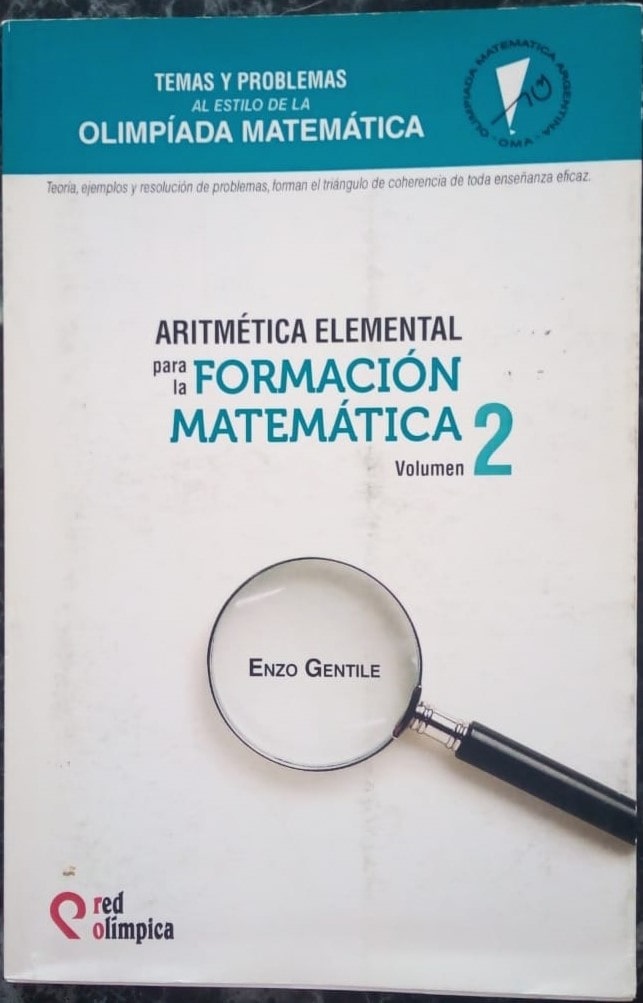 TEMAS Y PROBLEMAS
AL ESTILO DE LA
OLIMPÍADA MATEMÁTICA
OLIMPIADA MATEMATICA ARGENTINA
- OMA -
Teoría, ejemplos y resolución de problemas, forman el triángulo de coherencia de toda enseñanza eficaz.
ARITMÉTICA ELEMENTAL
para la FORMACIÓN
MATEMÁTICA
Volumen 2
ENZO GENTILE
red
olímpica